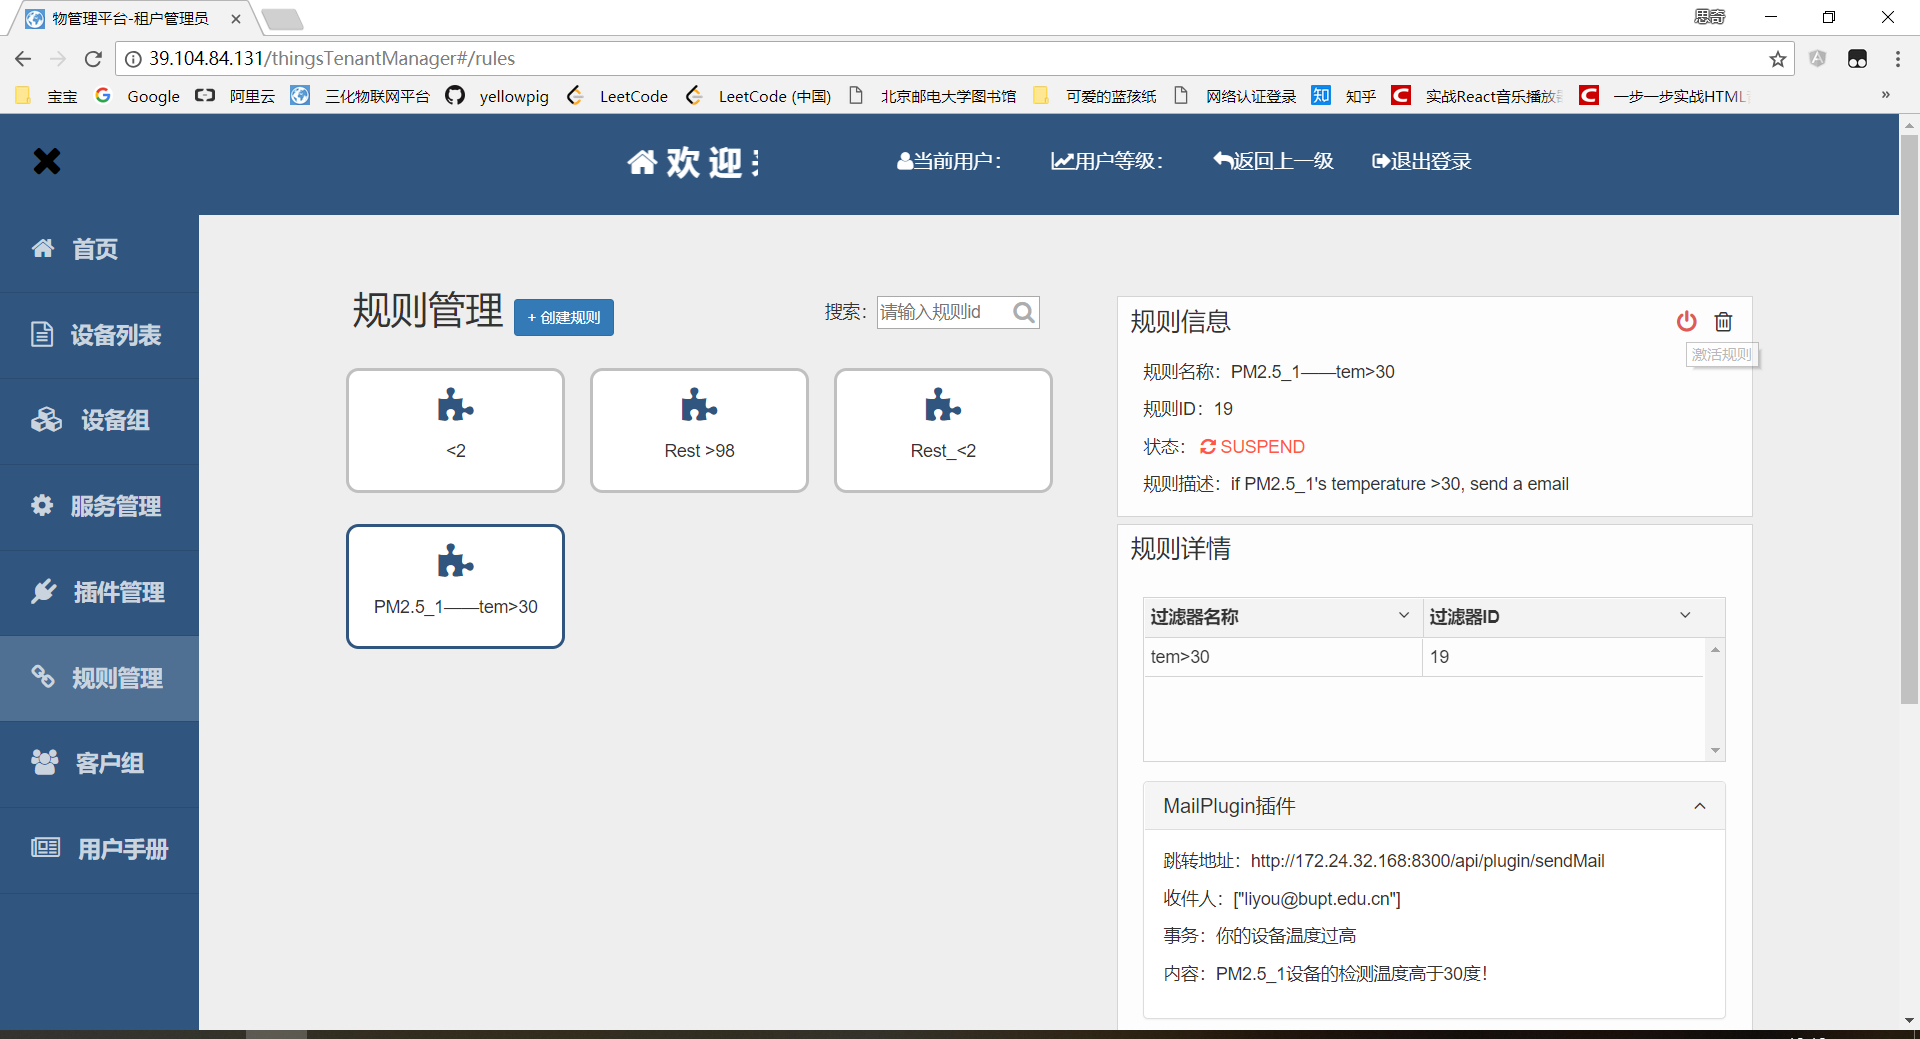 物管理平台-租户管理员
思奇
39.104.84.131/thingsTenantManager#/rules
宝宝 Google 阿里云 三化物联网平台 yellowpig LeetCode LeetCode (中国) 北京邮电大学图书馆 可爱的蓝孩纸 网络认证登录 知 知乎 C 实战React音乐播放 C 一步一步实战HTML »
欢迎 当前用户： 用户等级： 返回上一级 退出登录
首页
设备列表
设备组
服务管理
插件管理
规则管理
客户组
用户手册
规则管理 + 创建规则 搜索： 请输入规则id
<2 Rest >98 Rest_<2
PM2.5_1——tem>30
规则信息
激活规则
规则名称：PM2.5_1——tem>30
规则ID：19
状态： SUSPEND
规则描述：if PM2.5_1's temperature >30, send a email
规则详情
过滤器名称 过滤器ID
tem>30 19
MailPlugin插件
跳转地址：http://172.24.32.168:8300/api/plugin/sendMail
收件人：["liyou@bupt.edu.cn"]
事务：你的设备温度过高
内容：PM2.5_1设备的检测温度高于30度！